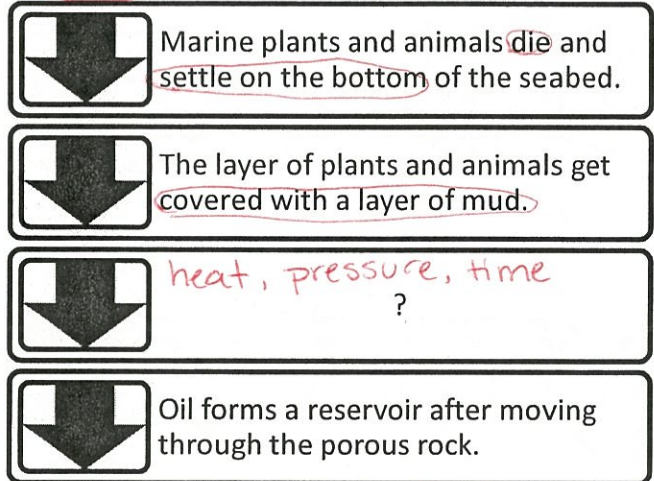 Marine plants and animals die and
settle on the bottom of the seabed.
The layer of plants and animals get
covered with a layer of mud.
heat, pressure, time
?
Oil forms a reservoir after moving
through the porous rock.